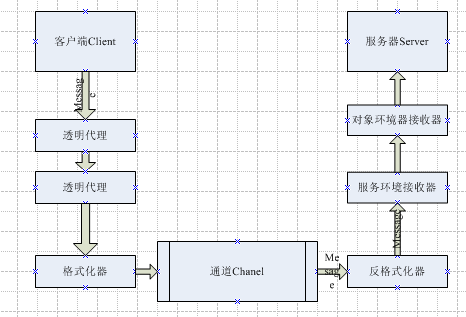 客户端Client
Message
透明代理
透明代理
格式化器
通道Chanel
Message
反格式化器
Message
服务环境接收器
对象环境器接收器
服务器Server